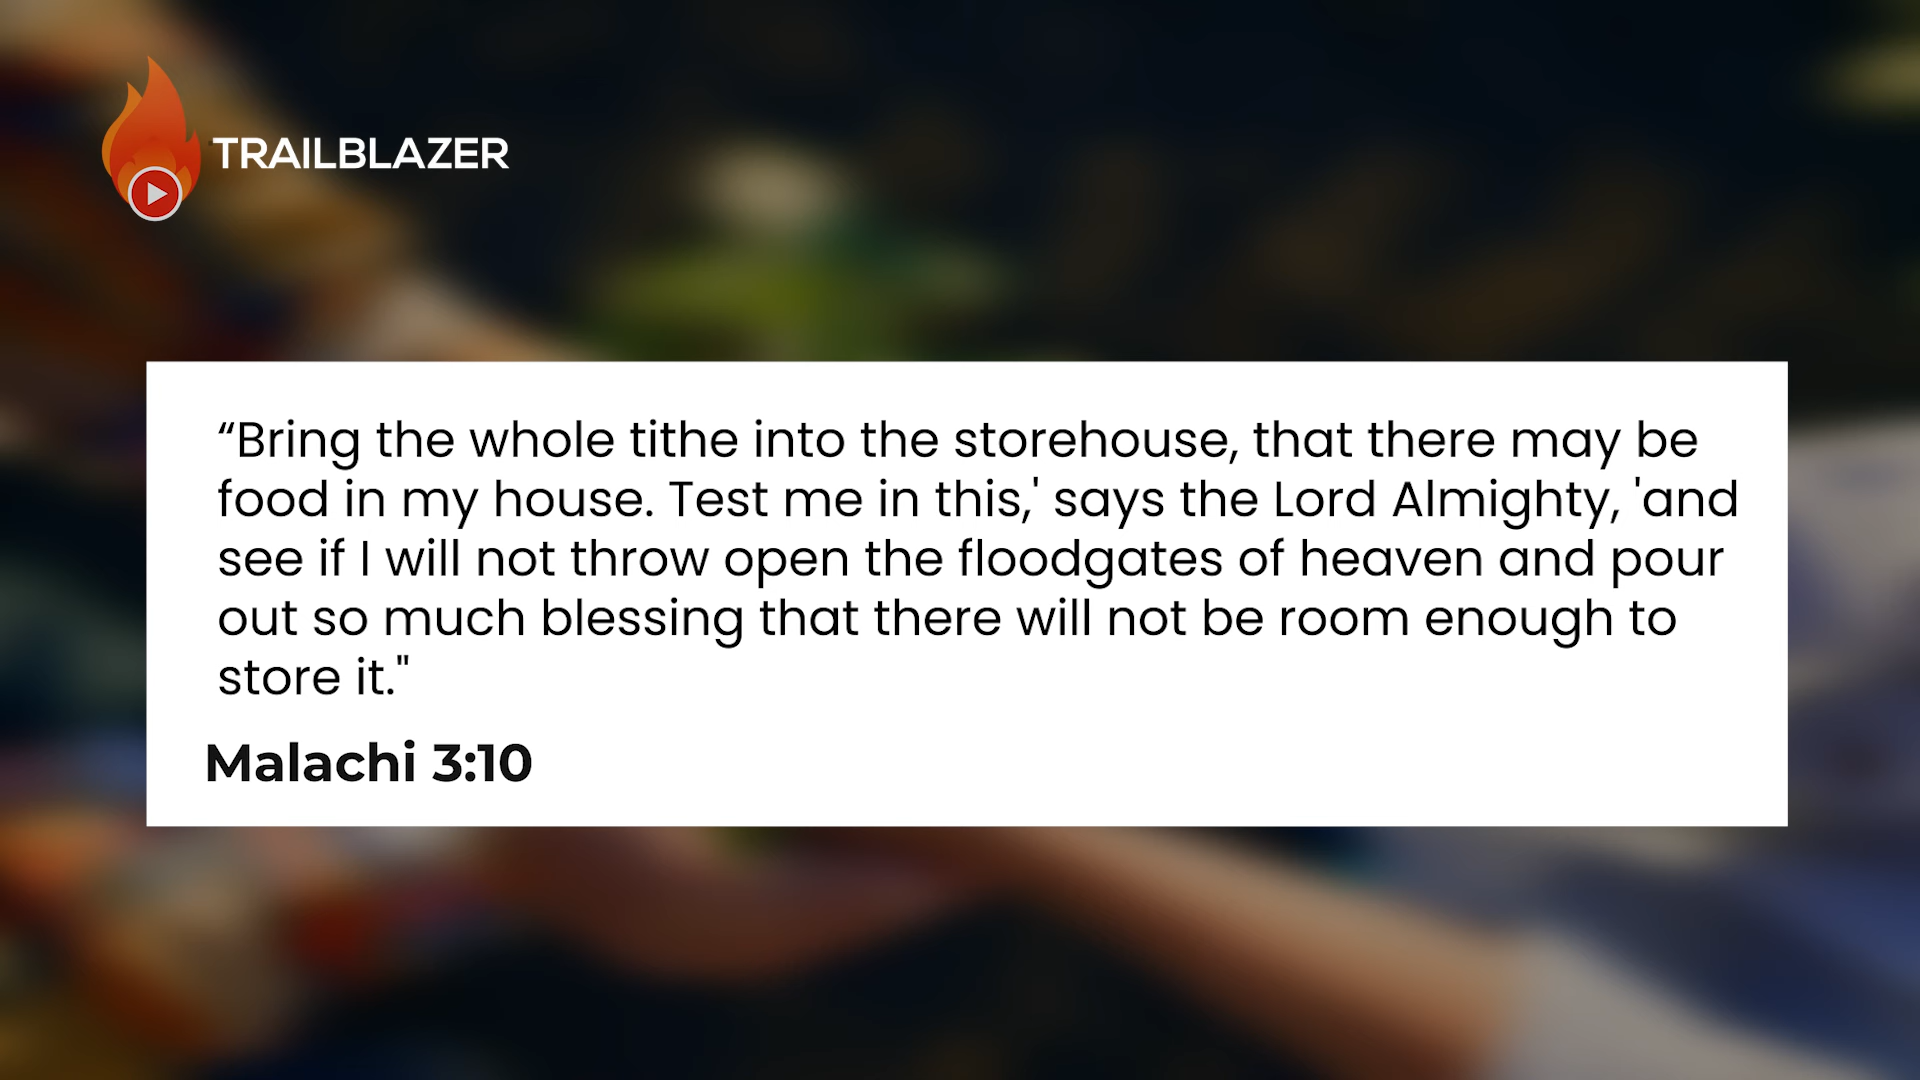 TRAILBLAZER
“Bring the whole tithe into the storehouse, that there may be
food in my house. Test me in this,' says the Lord Almighty, 'and
see if I will not throw open the floodgates of heaven and pour
out so much blessing that there will not be room enough to
store it."
Malachi 3:10